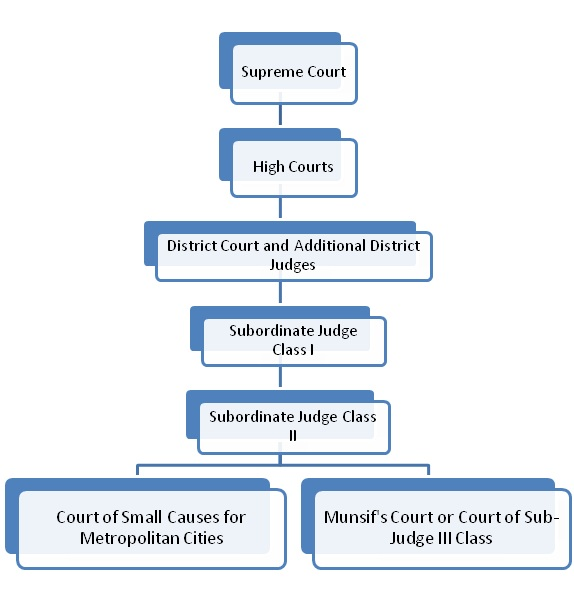 Supreme Court
High Courts
District Court and Additional District
Judges
Subordinate Judge
Class I
Subordinate Judge Class
II
Court of Small Causes for
Metropolitan Cities
Munsif's Court or Court of Sub-
Judge III Class